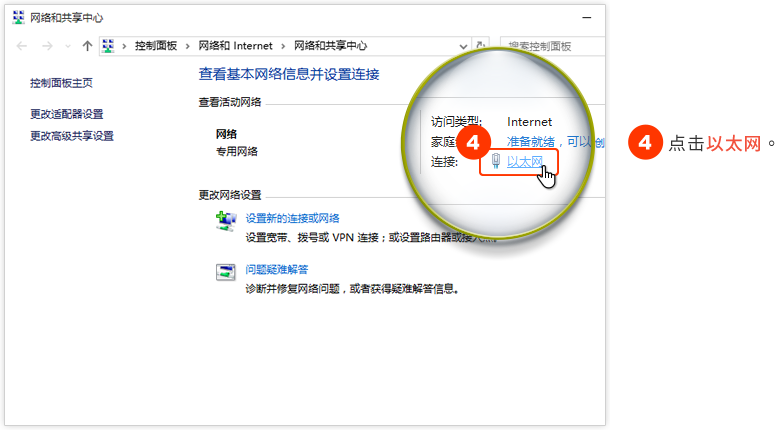 网络和共享中心
控制面板 › 网络和 Internet › 网络和共享中心
搜索控制面板
控制面板主页
更改适配器设置
更改高级共享设置
查看基本网络信息并设置连接
查看活动网络
网络
专用网络
访问类型: Internet
家庭 准备就绪,可以创
连接: 以太网
4
更改网络设置
设置新的连接或网络
设置宽带、拨号或 VPN 连接;或设置路由器或接入点。
问题疑难解答
诊断并修复网络问题,或者获得疑难解答信息。
4 点击以太网。